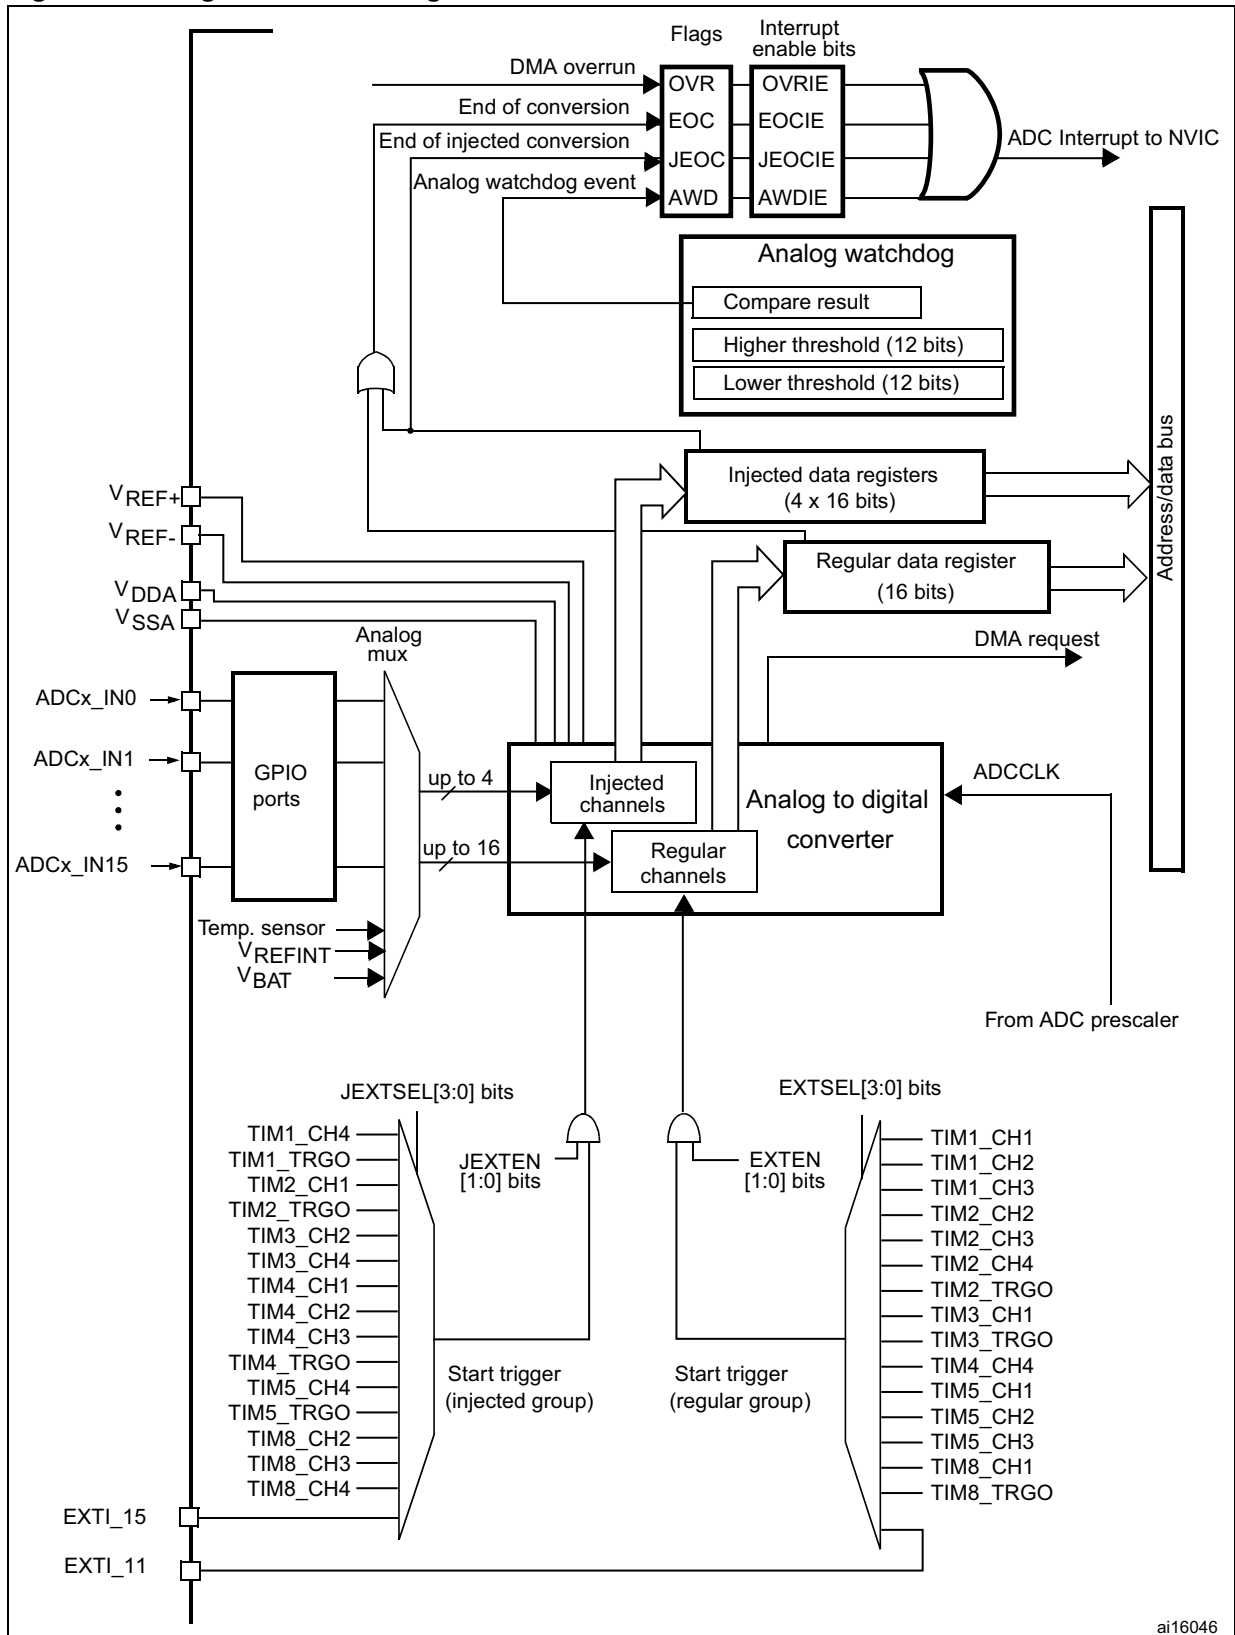 Flags
Interrupt
enable bits
DMA overrun
OVR
OVRIE
End of conversion
EOC
EOCIE
End of injected conversion
JEOC
JEOCIE
ADC Interrupt to NVIC
Analog watchdog event
AWD
AWDIE
Analog watchdog
Compare result
Higher threshold (12 bits)
Lower threshold (12 bits)
Address/data bus
Injected data registers
(4 x 16 bits)
VREF+
VREF-
VDDA
VSSA
Regular data register
(16 bits)
DMA request
Analog
mux
ADCx_IN0
ADCx_IN1
ADCx_IN15
GPIO
ports
up to 4
up to 16
Injected
channels
Regular
channels
Analog to digital
converter
ADCCLK
Temp. sensor
VREFINT
VBAT
From ADC prescaler
JEXTSEL[3:0] bits
EXTSEL[3:0] bits
JEXTEN
[1:0] bits
EXTEN
[1:0] bits
TIM1_CH4
TIM1_TRGO
TIM2_CH1
TIM2_TRGO
TIM3_CH2
TIM3_CH4
TIM4_CH1
TIM4_CH2
TIM4_CH3
TIM4_TRGO
TIM5_CH4
TIM5_TRGO
TIM8_CH2
TIM8_CH3
TIM8_CH4
Start trigger
(injected group)
Start trigger
(regular group)
TIM1_CH1
TIM1_CH2
TIM1_CH3
TIM2_CH2
TIM2_CH3
TIM2_CH4
TIM2_TRGO
TIM3_CH1
TIM3_TRGO
TIM4_CH4
TIM5_CH1
TIM5_CH2
TIM5_CH3
TIM8_CH1
TIM8_TRGO
EXTI_15
EXTI_11
ai16046